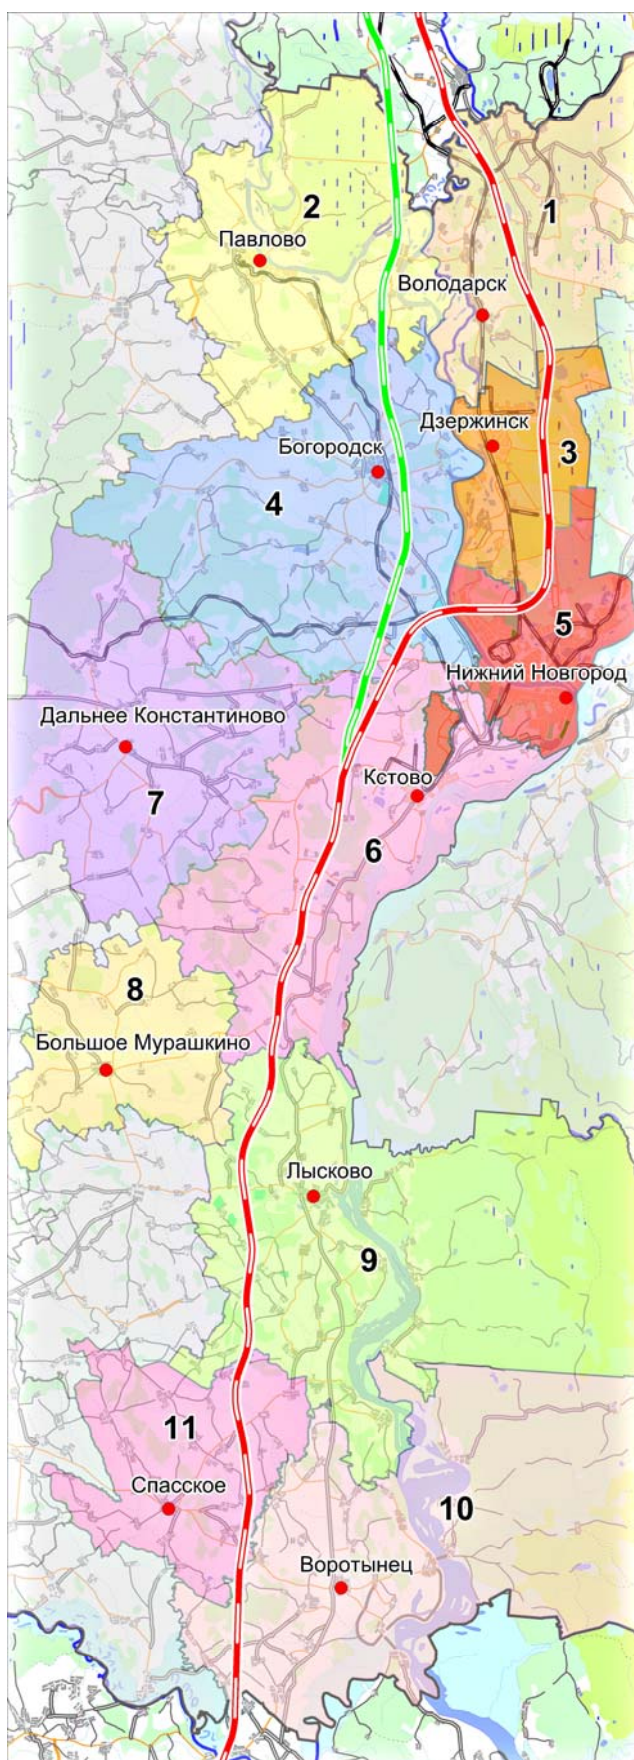 1
2
Павлово
Володарск
Дзержинск
3
Богородск
4
5
Нижний Новгород
Дальнее Константиново
Кстово
7
6
8
Большое Мурашкино
Лысково
9
11
Спасское
10
Воротынец